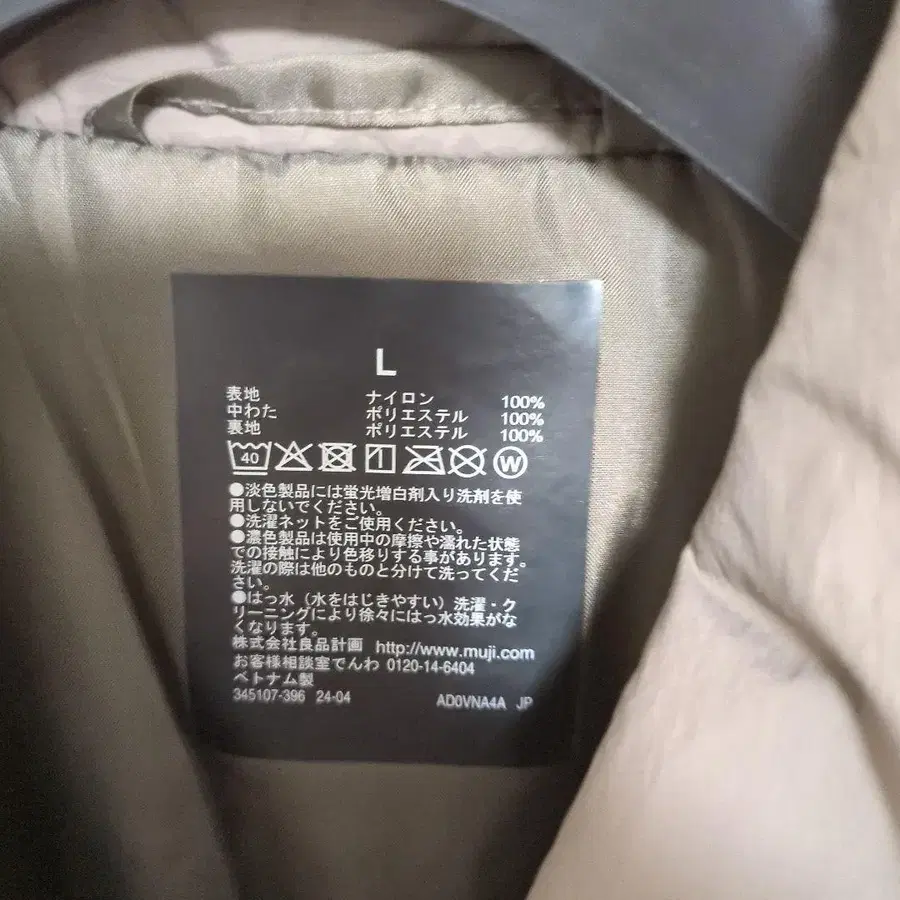 L
表地 ナイロン 100%
中わた ポリエステル 100%
裏地 ポリエステル 100%
40 W
●淡色製品には蛍光増白剤入り洗剤を使
用しないでください。
●洗濯ネットをご使用ください。
●濃色製品は使用中の摩擦や濡れた状態
での接触により色移りする事があります。
洗濯の際は他のものと分けて洗ってくだ
さい。
●はっ水（水をはじきやすい）洗濯・ク
リーニングにより徐々にはっ水効果がな
くなります。
株式会社良品計画 http://www.muji.com
お客様相談室でんわ 0120-14-6404
ベトナム製
345107-396 24-04 AD0VNA4A JP